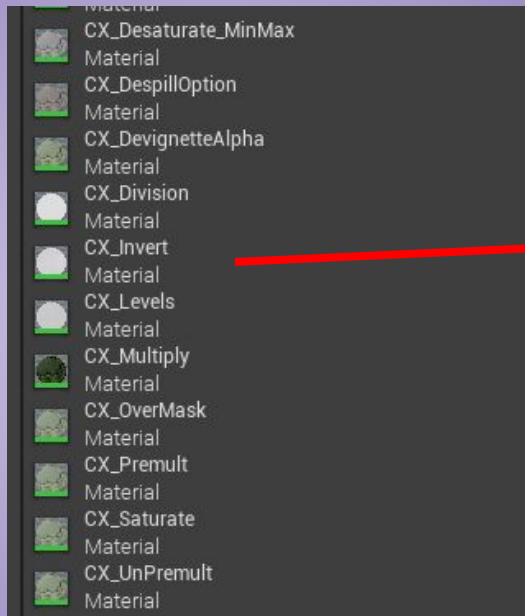 Material
CX_Desaturate_MinMax
Material
CX_DespillOption
Material
CX_DevignetteAlpha
Material
CX_Division
Material
CX_Invert
Material
CX_Levels
Material
CX_Multiply
Material
CX_OverMask
Material
CX_Premult
Material
CX_Saturate
Material
CX_UnPremult
Material